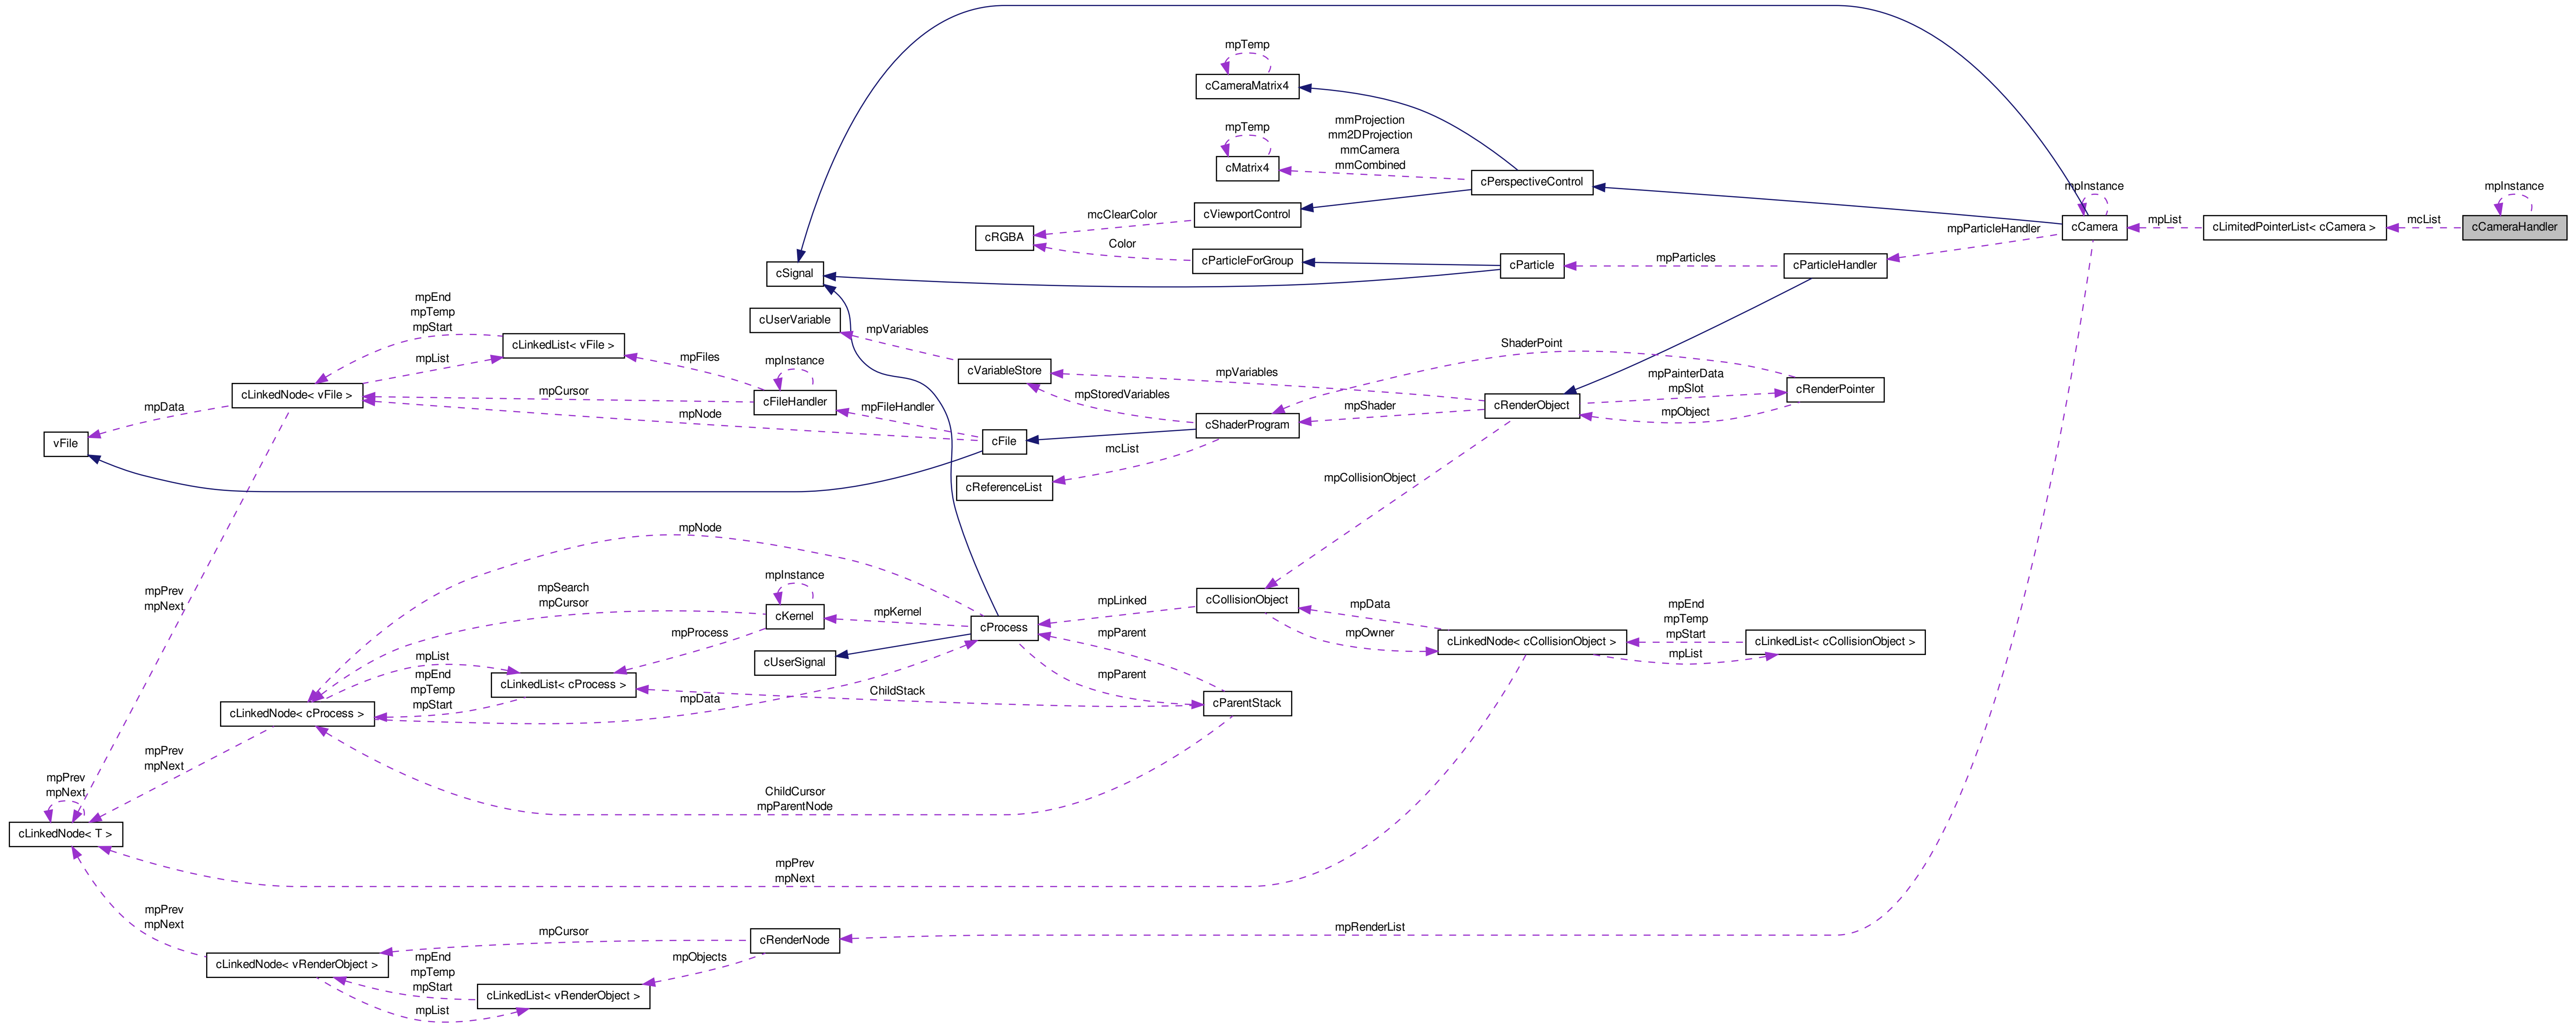 mpTemp
cCameraMatrix4
mmProjection
mm2DProjection
mmCamera
mmCombined
mpTemp
cMatrix4
cPerspectiveControl
mpInstance
mpInstance
cViewportControl
mcClearColor
cRGBA
Color
cParticleForGroup
cCamera
mpList
cLimitedPointerList< cCamera >
mcList
cCameraHandler
mpParticleHandler
cSignal
cParticle
mpParticles
cParticleHandler
mpEnd
mpTemp
mpStart
cUserVariable
mpVariables
cLinkedList< vFile >
mpList
mpFiles
mpInstance
cVariableStore
mpVariables
ShaderPoint
mpPainterData
mpSlot
cRenderPointer
cLinkedNode< vFile >
mpCursor
cFileHandler
mpStoredVariables
mpData
mpNode
mpFileHandler
mpShader
cRenderObject
mpObject
vFile
cFile
cShaderProgram
mcList
cReferenceList
mpCollisionObject
mpNode
mpPrev
mpNext
mpSearch
mpCursor
mpInstance
cKernel
mpKernel
cProcess
mpLinked
cCollisionObject
mpData
mpOwner
cLinkedNode< cCollisionObject >
mpEnd
mpTemp
mpStart
mpList
cLinkedList< cCollisionObject >
mpProcess
cUserSignal
mpParent
mpList
mpEnd
mpTemp
mpStart
cLinkedList< cProcess >
mpData
ChildStack
mpParent
cParentStack
cLinkedNode< cProcess >
mpPrev
mpNext
mpPrev
mpNext
ChildCursor
mpParentNode
cLinkedNode< T >
mpPrev
mpNext
mpPrev
mpNext
mpCursor
cRenderNode
mpRenderList
cLinkedNode< vRenderObject >
mpEnd
mpTemp
mpStart
mpObjects
cLinkedList< vRenderObject >
mpList